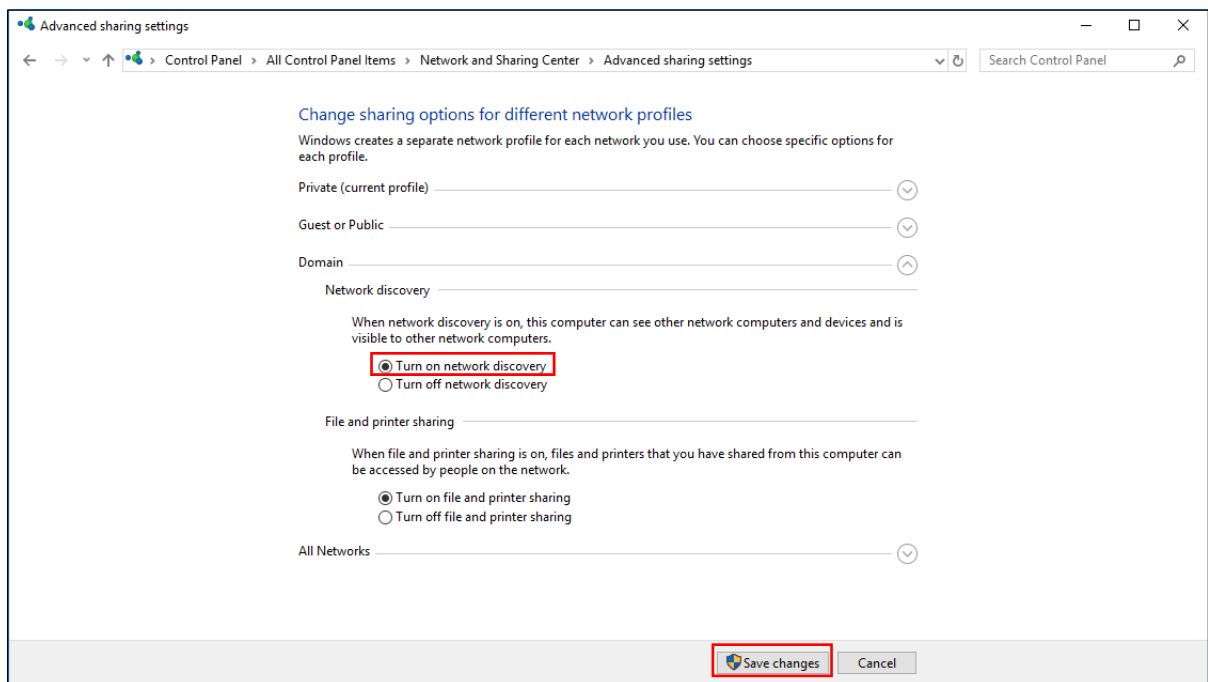 Advanced sharing settings
Control Panel > All Control Panel Items > Network and Sharing Center > Advanced sharing settings
Search Control Panel
Change sharing options for different network profiles
Windows creates a separate network profile for each network you use. You can choose specific options for
each profile.
Private (current profile)
Guest or Public
Domain
Network discovery
When network discovery is on, this computer can see other network computers and devices and is
visible to other network computers.
Turn on network discovery
Turn off network discovery
File and printer sharing
When file and printer sharing is on, files and printers that you have shared from this computer can
be accessed by people on the network.
Turn on file and printer sharing
Turn off file and printer sharing
All Networks
Save changes
Cancel